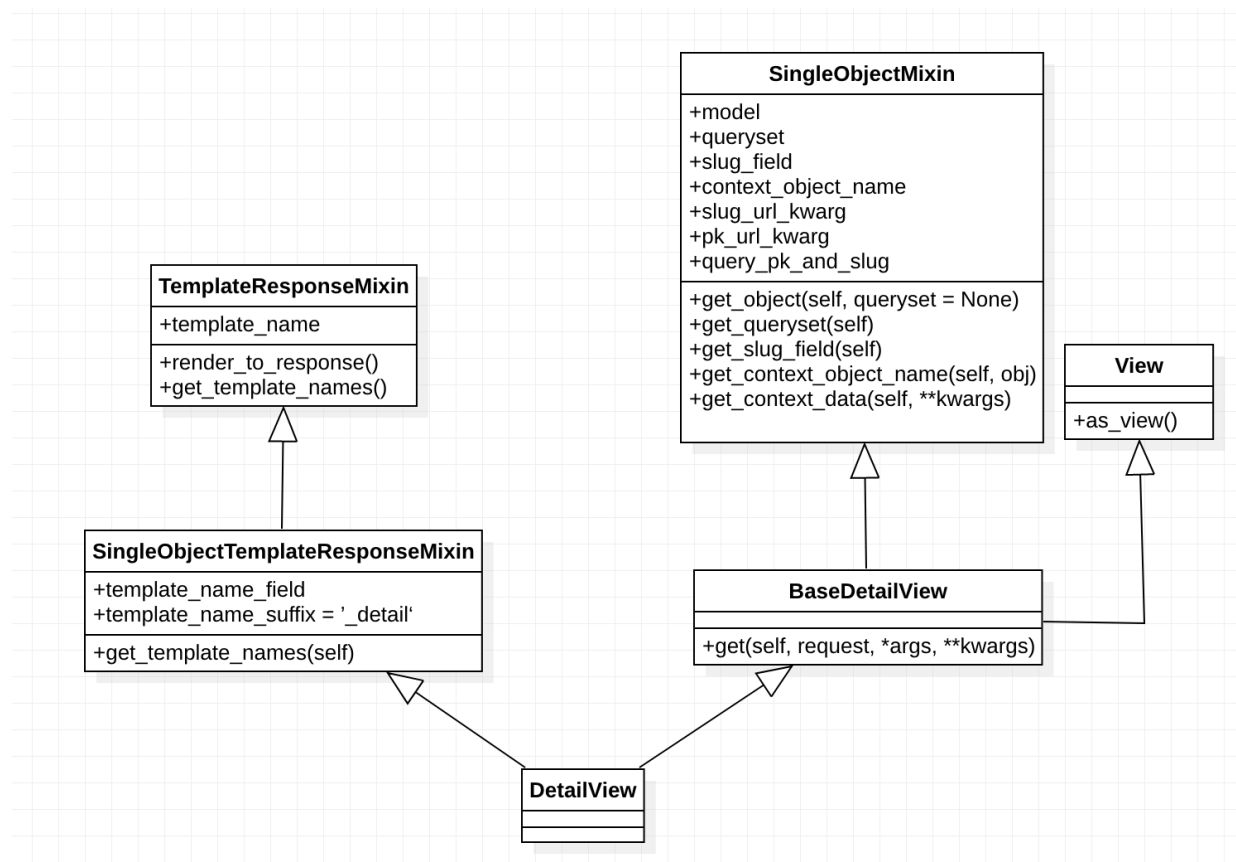 SingleObjectMixin
+model
+queryset
+slug_field
+context_object_name
+slug_url_kwarg
+pk_url_kwarg
+query_pk_and_slug
+get_object(self, queryset = None)
+get_queryset(self)
+get_slug_field(self)
+get_context_object_name(self, obj)
+get_context_data(self, **kwargs)
TemplateResponseMixin
+template_name
+render_to_response()
+get_template_names()
View
+as_view()
SingleObjectTemplateResponseMixin
+template_name_field
+template_name_suffix = ’_detail‘
+get_template_names(self)
BaseDetailView
+get(self, request, *args, **kwargs)
DetailView